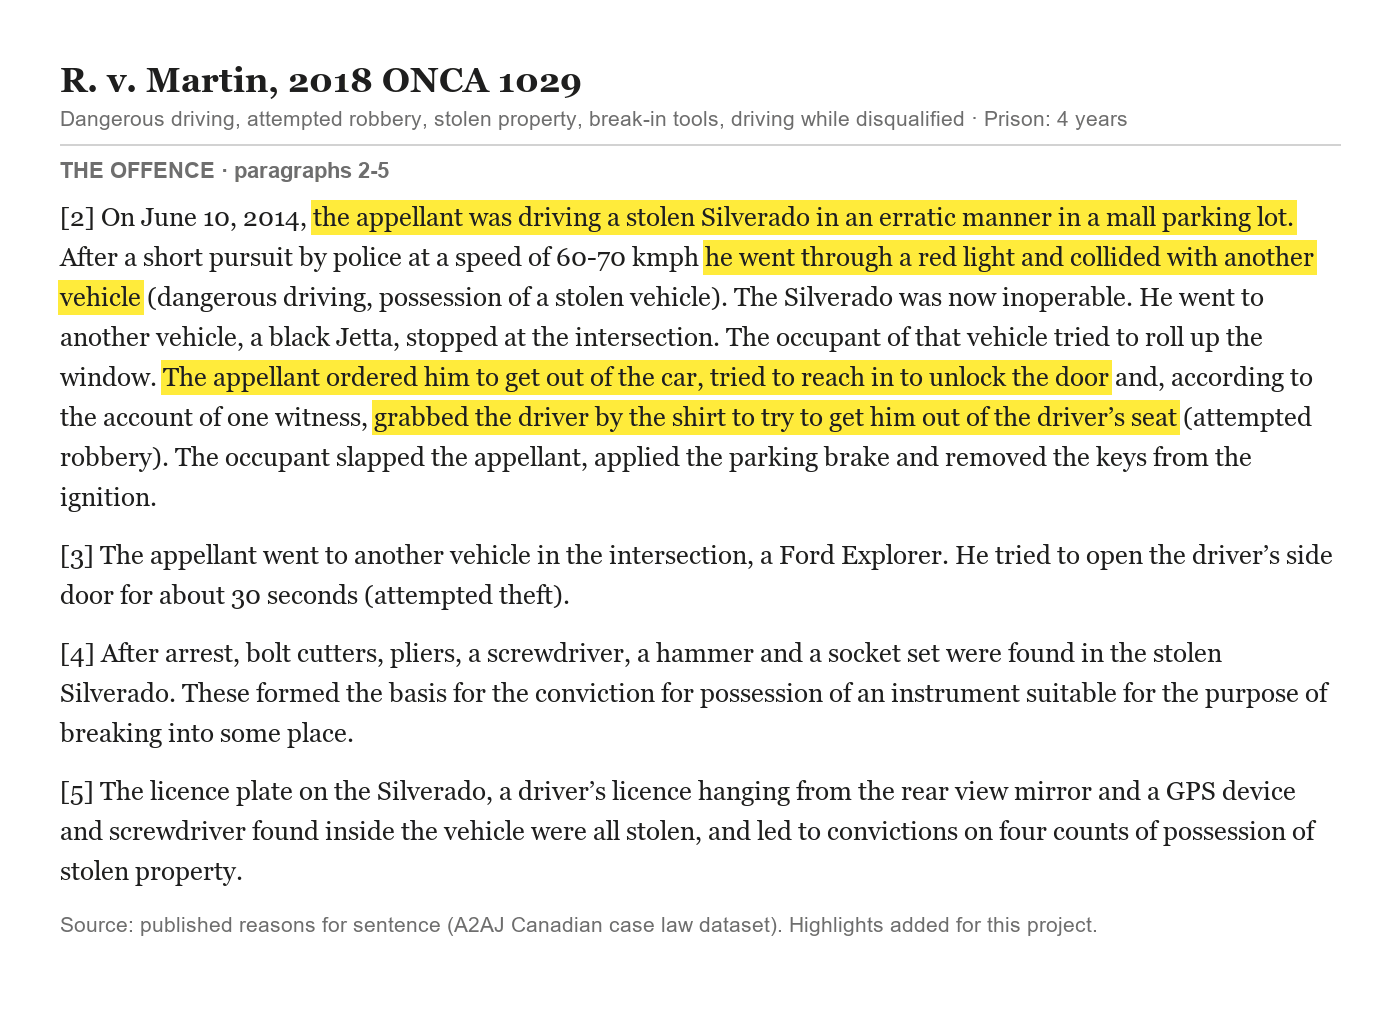 R. v. Martin, 2018 ONCA 1029
Dangerous driving, attempted robbery, stolen property, break-in tools, driving while disqualified · Prison: 4 years
THE OFFENCE · paragraphs 2-5
[2] On June 10, 2014, the appellant was driving a stolen Silverado in an erratic manner in a mall parking lot.
After a short pursuit by police at a speed of 60-70 kmph he went through a red light and collided with another
vehicle (dangerous driving, possession of a stolen vehicle). The Silverado was now inoperable. He went to
another vehicle, a black Jetta, stopped at the intersection. The occupant of that vehicle tried to roll up the
window. The appellant ordered him to get out of the car, tried to reach in to unlock the door and, according to
the account of one witness, grabbed the driver by the shirt to try to get him out of the driver’s seat (attempted
robbery). The occupant slapped the appellant, applied the parking brake and removed the keys from the
ignition.
[3] The appellant went to another vehicle in the intersection, a Ford Explorer. He tried to open the driver’s side
door for about 30 seconds (attempted theft).
[4] After arrest, bolt cutters, pliers, a screwdriver, a hammer and a socket set were found in the stolen
Silverado. These formed the basis for the conviction for possession of an instrument suitable for the purpose of
breaking into some place.
[5] The licence plate on the Silverado, a driver’s licence hanging from the rear view mirror and a GPS device
and screwdriver found inside the vehicle were all stolen, and led to convictions on four counts of possession of
stolen property.
Source: published reasons for sentence (A2AJ Canadian case law dataset). Highlights added for this project.